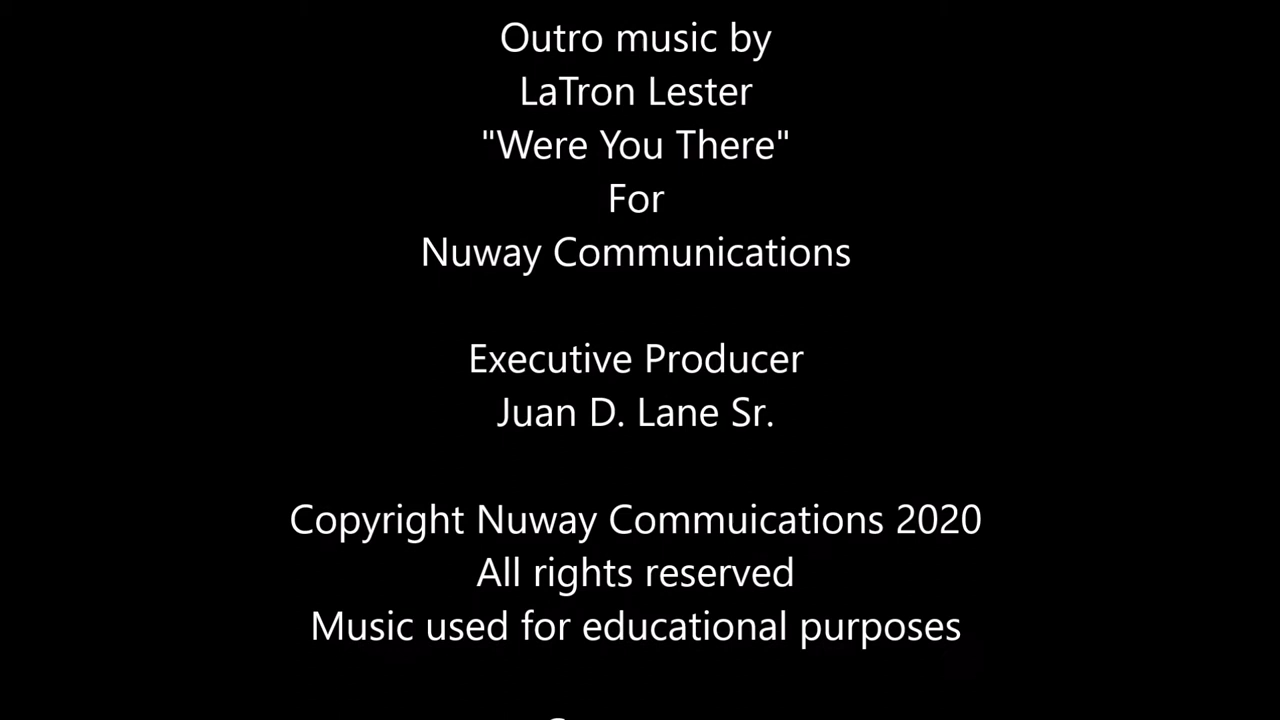 Outro music by
LaTron Lester
"Were You There"
For
Nuway Communications
Executive Producer
Juan D. Lane Sr.
Copyright Nuway Commuications 2020
All rights reserved
Music used for educational purposes